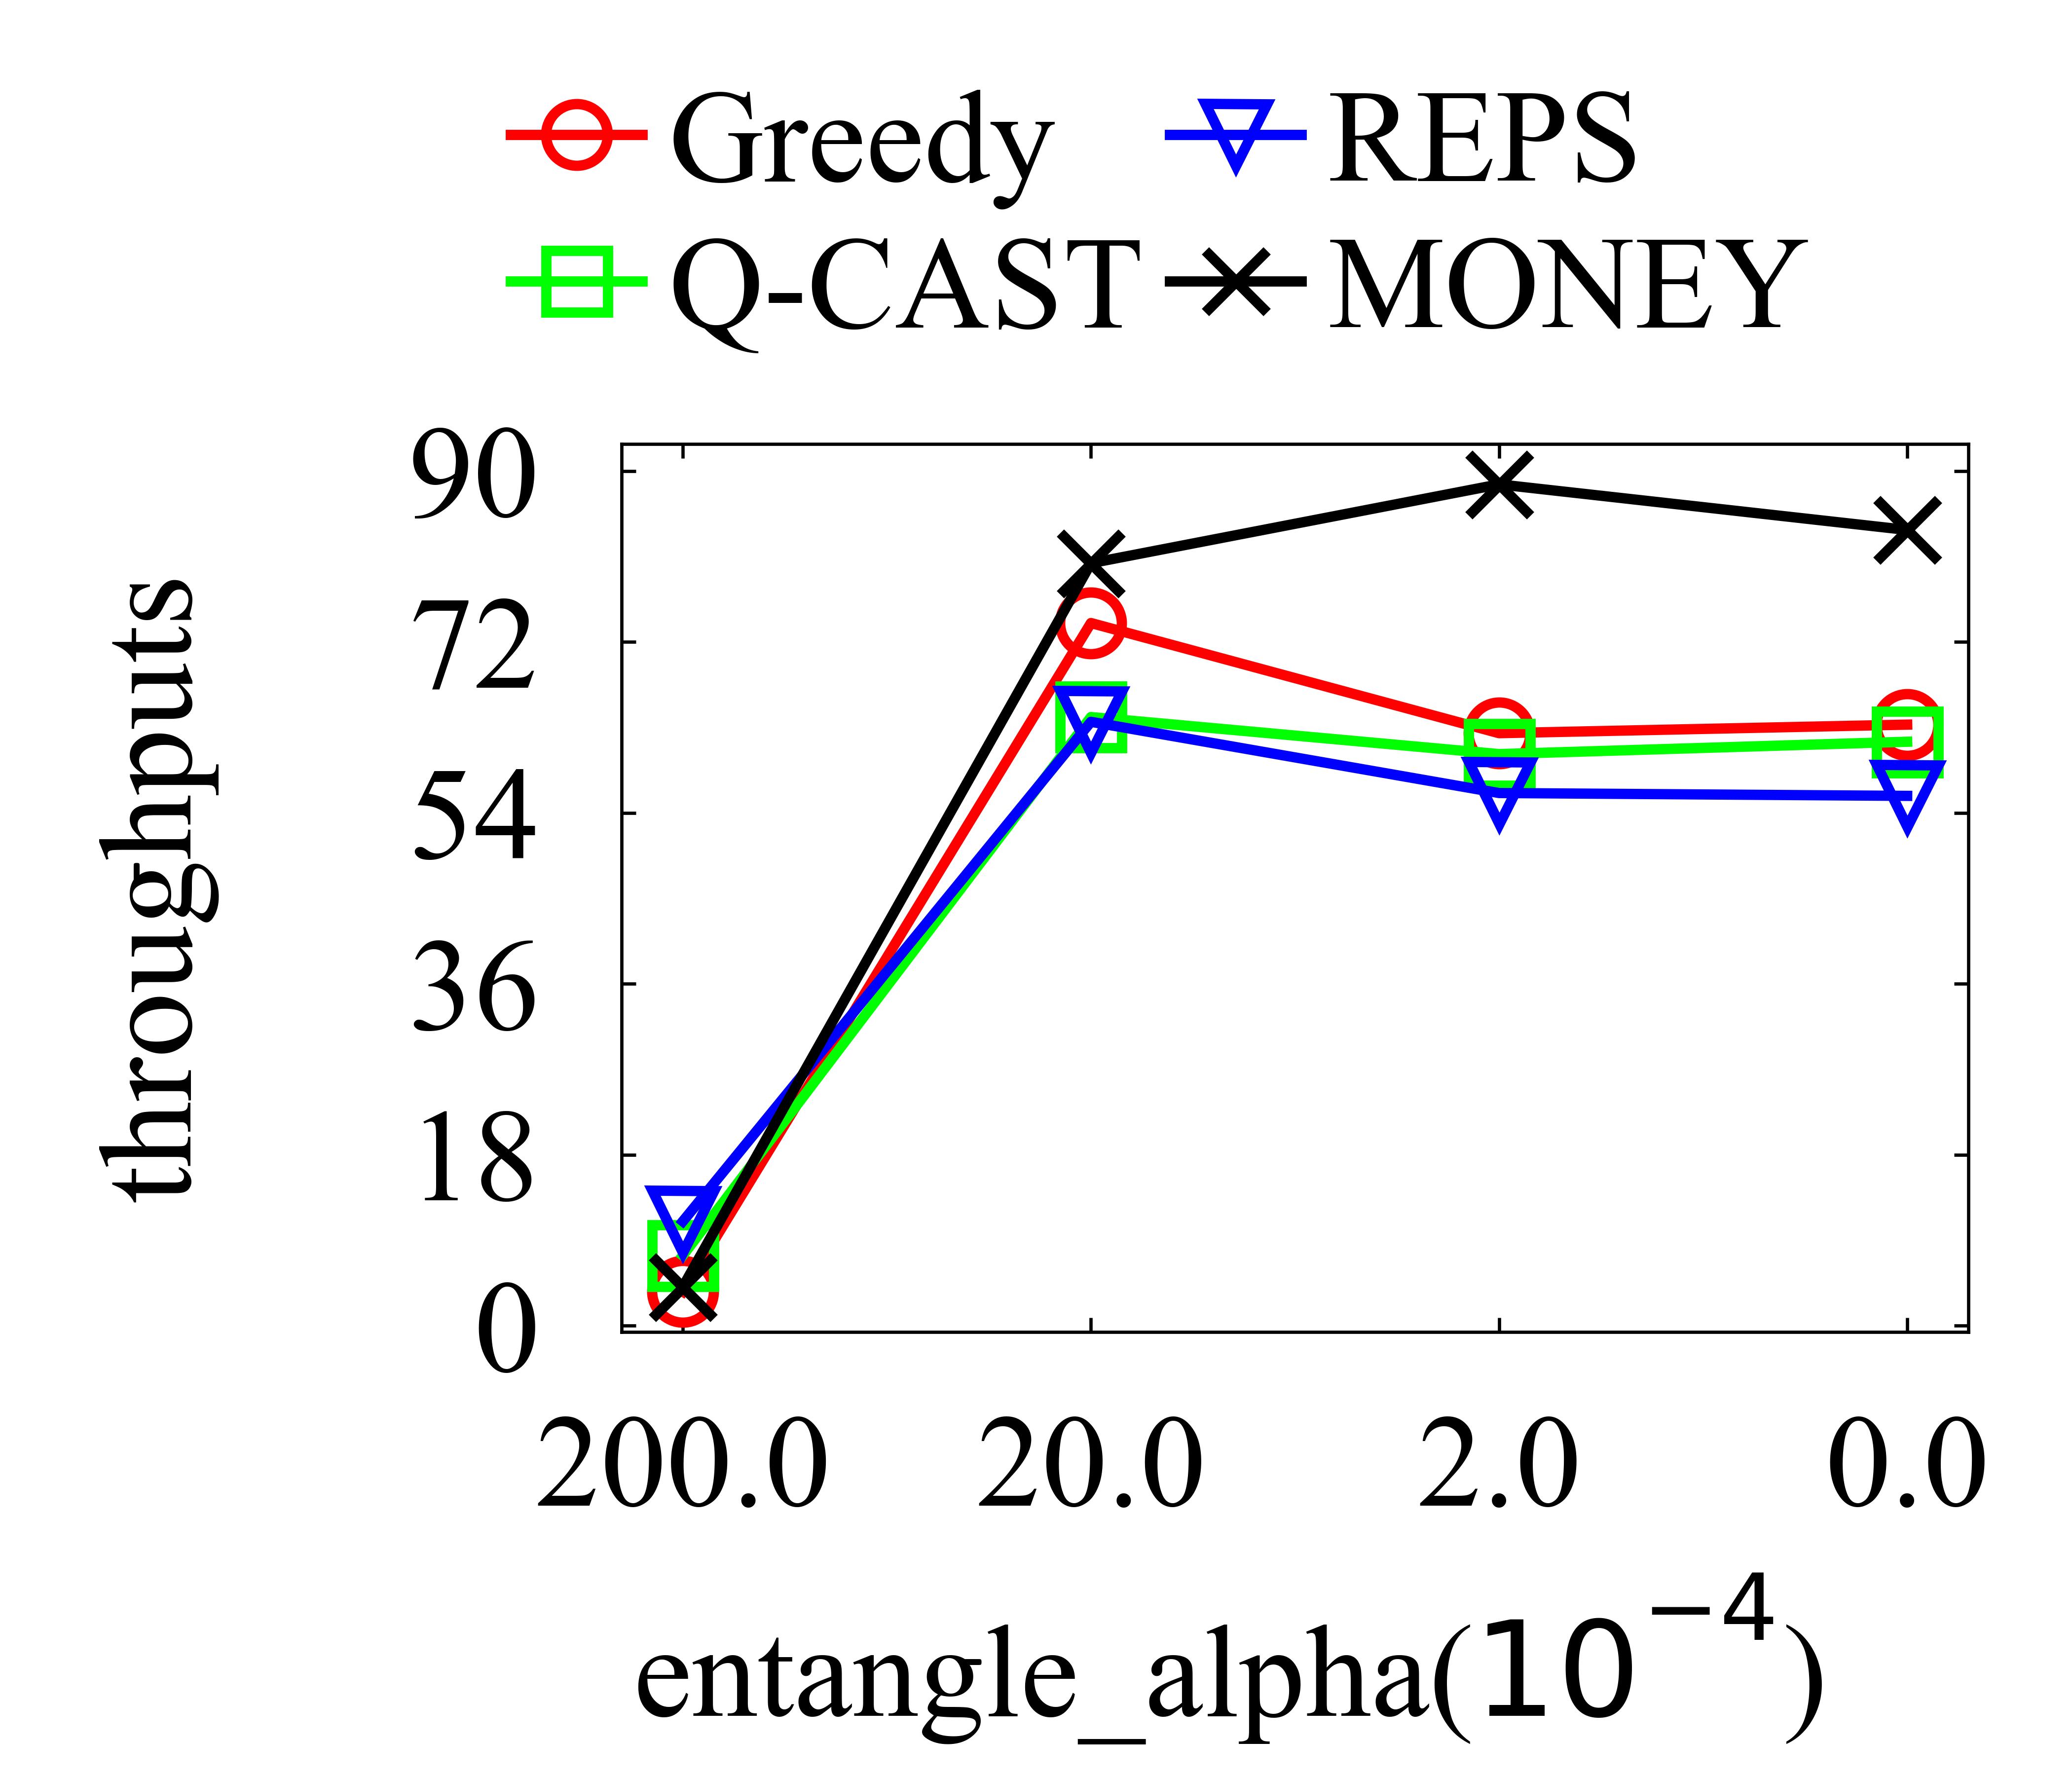 Greedy REPS
Q-CAST MONEY
90
72
54
36
18
0
throughputs
200.0 20.0 2.0 0.0
entangle_alpha(10⁻⁴)